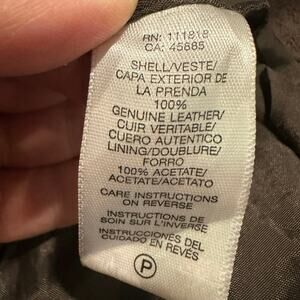 RN: 111818
CA: 45885
SHELL/VESTE/
CAPA EXTERIOR DE
LA PRENDA
100%
GENUINE LEATHER/
CUIR VERITABLE/
CUERO AUTENTICO
LINING/DOUBLURE/
FORRO
100% ACETATE/
ACETATE/ACETATO
CARE INSTRUCTIONS
ON REVERSE
INSTRUCTIONS DE
SOIN SUR L'INVERSE
INSTRUCCIONES DEL
CUIDADO EN REVÉS
P